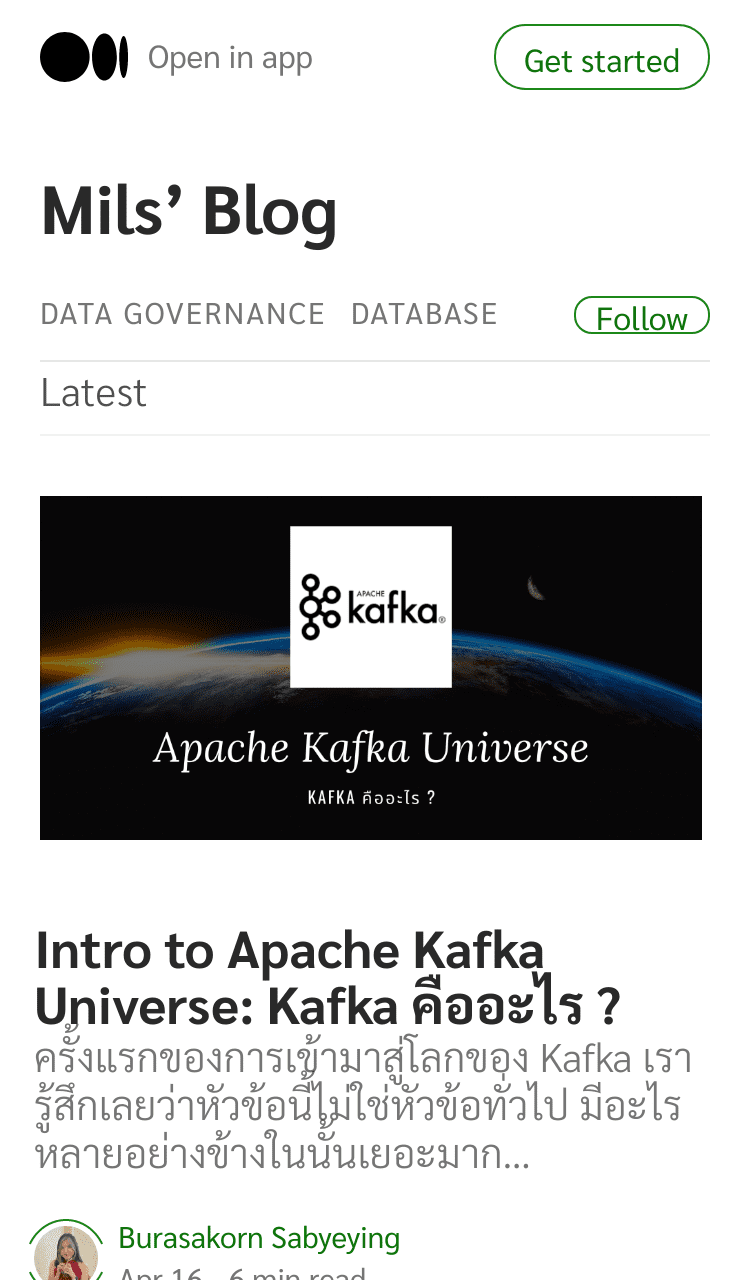 Open in app
Get started
Mils’ Blog
DATA GOVERNANCE DATABASE
Follow
Latest
APACHE
kafka®
Apache Kafka Universe
KAFKA คืออะไร ?
Intro to Apache Kafka
Universe: Kafka คืออะไร ?
ครั้งแรกของการเข้ามาสู่โลกของ Kafka เรา
รู้สึกเลยว่าหัวข้อนี้ไม่ใช่หัวข้อทั่วไป มีอะไร
หลายอย่างข้างในนั้นเยอะมาก…
Burasakorn Sabyeying
Apr 16 · 6 min read